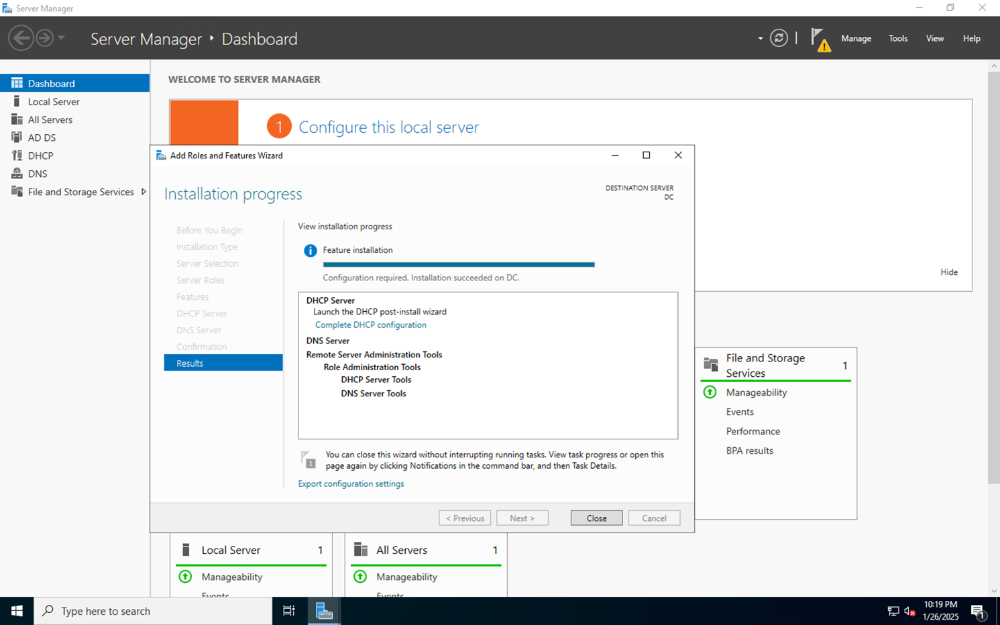 Server Manager
Server Manager ‣ Dashboard
Manage
Tools
View
Help
Dashboard
Local Server
All Servers
AD DS
DHCP
DNS
File and Storage Services
WELCOME TO SERVER MANAGER
1
Configure this local server
Hide
Add Roles and Features Wizard
Installation progress
DESTINATION SERVER
DC
Before You Begin
Installation Type
Server Selection
Server Roles
Features
DHCP Server
DNS Server
Confirmation
Results
View installation progress
Feature installation
Configuration required. Installation succeeded on DC.
DHCP Server
Launch the DHCP post-install wizard
Complete DHCP configuration
DNS Server
Remote Server Administration Tools
Role Administration Tools
DHCP Server Tools
DNS Server Tools
1
You can close this wizard without interrupting running tasks. View task progress or open this
page again by clicking Notifications in the command bar, and then Task Details.
Export configuration settings
< Previous
Next >
Close
Cancel
File and Storage
Services
1
Manageability
Events
Performance
BPA results
Local Server
1
Manageability
Events
All Servers
1
Manageability
Events
Type here to search
10:19 PM
1/26/2025
1